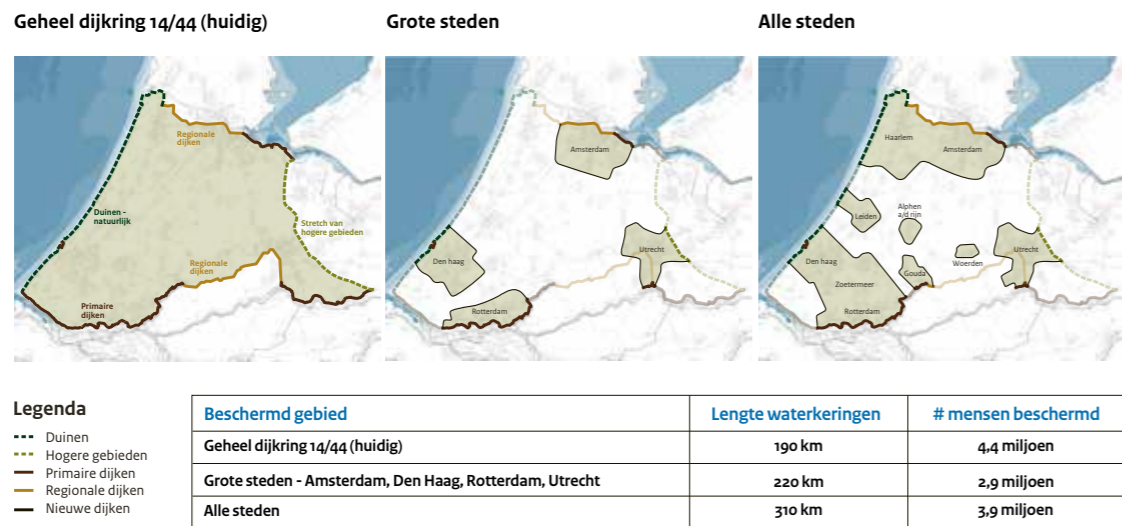 Geheel dijkring 14/44 (huidig)
Grote steden
Alle steden
Regionale
dijken
Duinen -
natuurlijk
Stretch van
hogere gebieden
Regionale
dijken
Primaire
dijken
Amsterdam
Den haag
Utrecht
Rotterdam
Haarlem
Amsterdam
Leiden
Alphen
a/d rijn
Den haag
Utrecht
Woerden
Gouda
Zoetermeer
Rotterdam
Legenda
Duinen
Hogere gebieden
Primaire dijken
Regionale dijken
Nieuwe dijken
Beschermd gebied Lengte waterkeringen # mensen beschermd
Geheel dijkring 14/44 (huidig) 190 km 4,4 miljoen
Grote steden - Amsterdam, Den Haag, Rotterdam, Utrecht 220 km 2,9 miljoen
Alle steden 310 km 3,9 miljoen